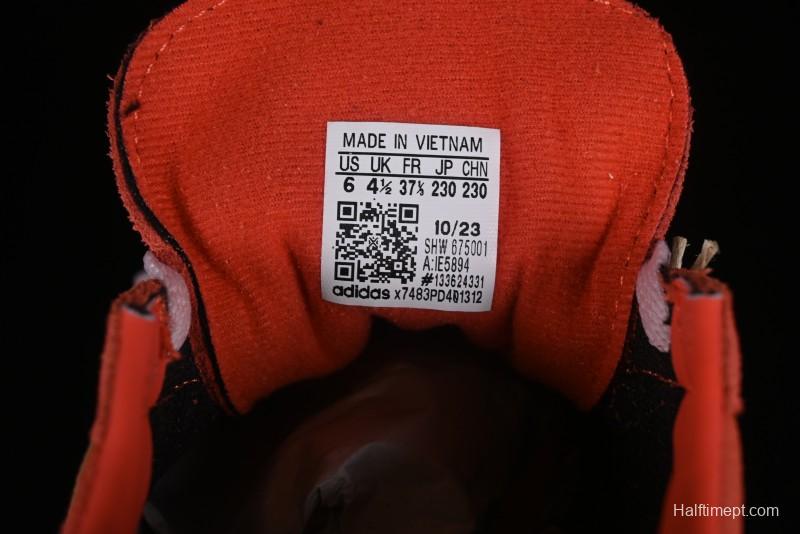 MADE IN VIETNAM
US UK FR JP CHN
6 4½ 37⅓ 230 230
10/23
SHW 675001
A:IE5894
#133624331
adidas x7483PD401312
Halftimept.com